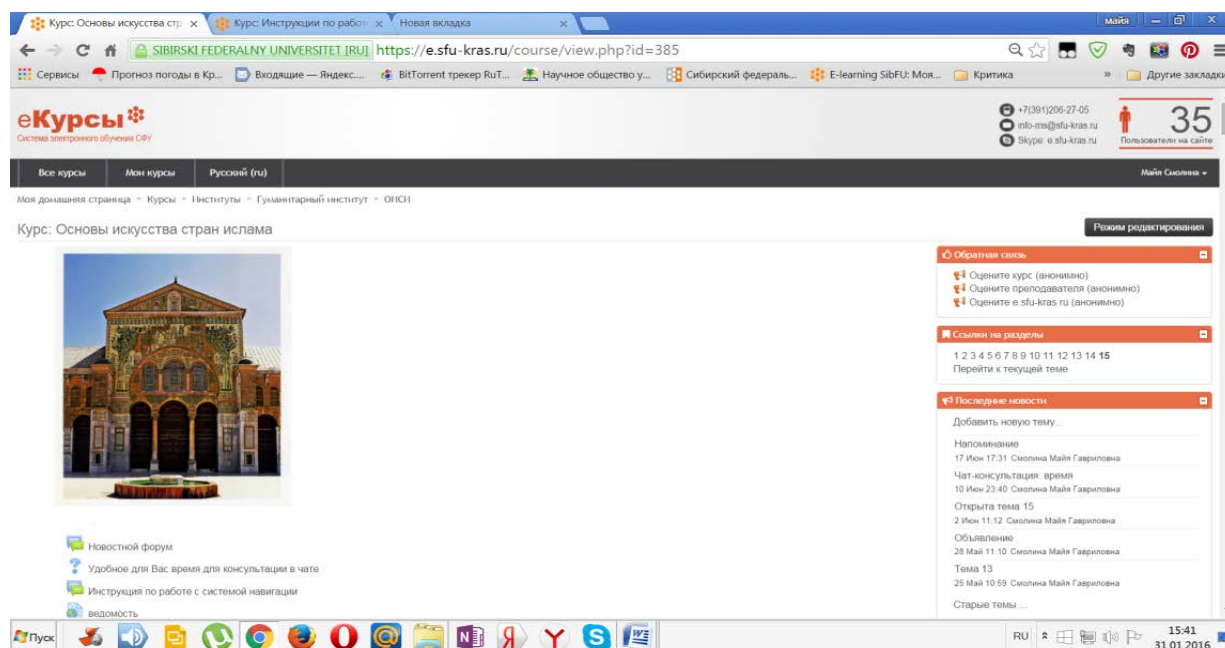 Курс: Основы искусства стр
Курс: Инструкции по рабо
Новая вкладка
майя
SIBIRSKI FEDERALNY UNIVERSITET [RU]
https://e.sfu-kras.ru/course/view.php?id=385
Сервисы
Прогноз погоды в Кр...
Входящие — Яндекс....
BitTorrent трекер RuT...
Научное общество у...
Сибирский федераль...
E-learning SibFU: Моя...
Критика
»
Другие закладки
еКурсы
Система электронного обучения СФУ
+7(391)206-27-05
info-ms@sfu-kras.ru
Skype: e.sfu-kras.ru
35
Пользователи на сайте
Все курсы
Мои курсы
Русский (ru)
Майя Смолина
Моя домашняя страница
Курсы
Институты
Гуманитарный институт
ОИСИ
Курс: Основы искусства стран ислама
Режим редактирования
Новостной форум
Удобное для Вас время для консультации в чате
Инструкция по работе с системой навигации
ведомость
Обратная связь
Оцените курс (анонимно)
Оцените преподавателя (анонимно)
Оцените e.sfu-kras.ru (анонимно)
Ссылки на разделы
1 2 3 4 5 6 7 8 9 10 11 12 13 14 15
Перейти к текущей теме
Последние новости
Добавить новую тему...
Напоминание
17 Июн 17:31 Смолина Майя Гавриловна
Чат-консультация: время
10 Июн 23:40 Смолина Майя Гавриловна
Открыта тема 15
2 Июн 11:12 Смолина Майя Гавриловна
Объявление
28 Май 11:10 Смолина Майя Гавриловна
Тема 13
25 Май 10:59 Смолина Майя Гавриловна
Старые темы ...
Пуск
RU
15:41
31.01.2016